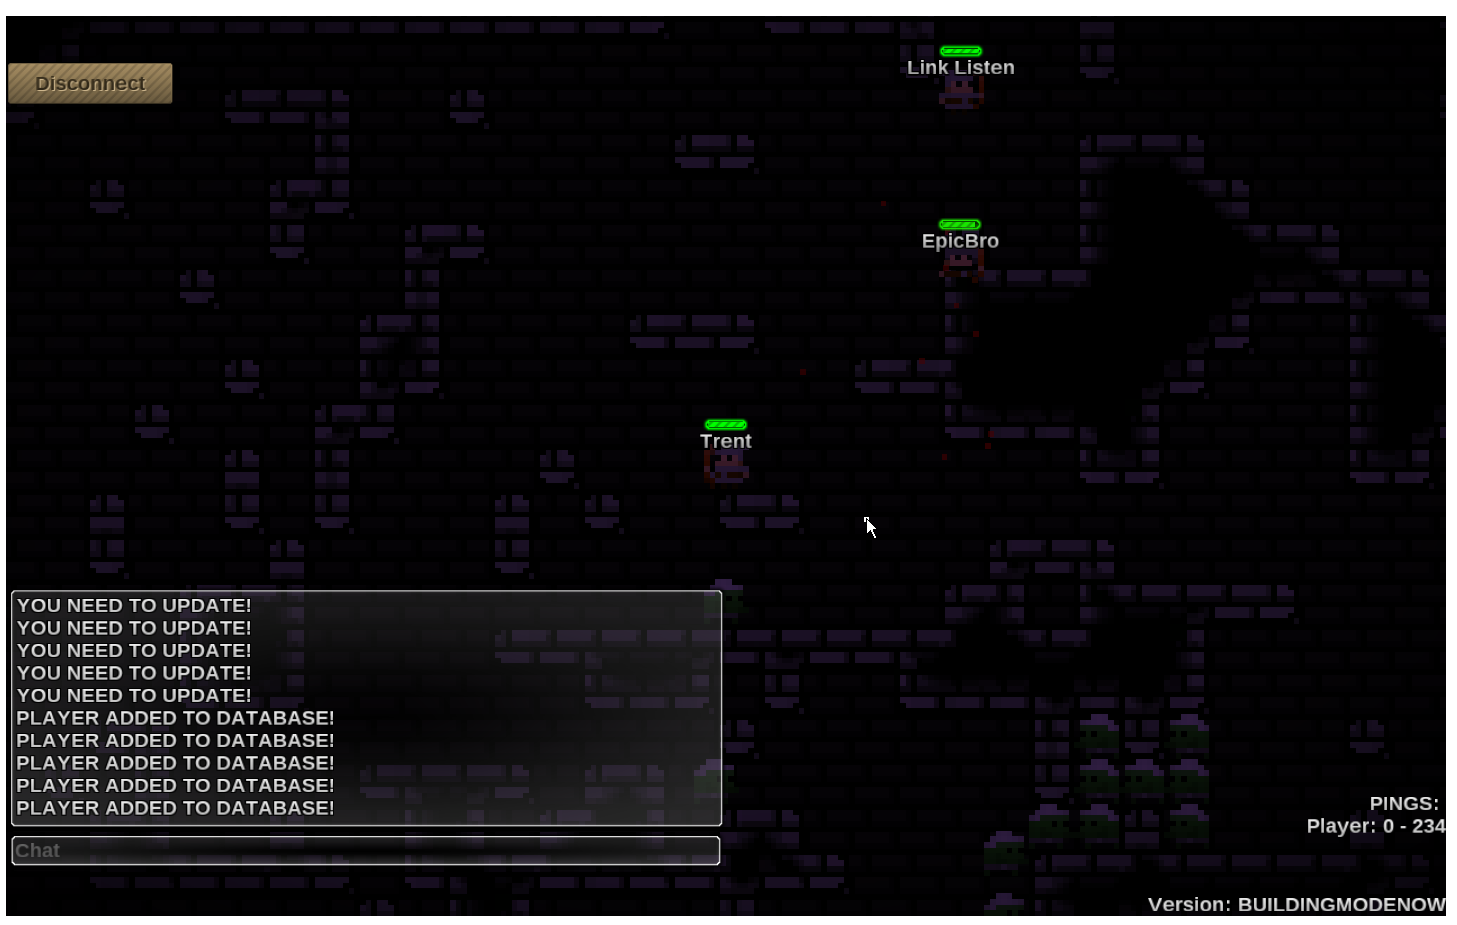 Link Listen
Disconnect
EpicBro
Trent
YOU NEED TO UPDATE!
YOU NEED TO UPDATE!
YOU NEED TO UPDATE!
YOU NEED TO UPDATE!
YOU NEED TO UPDATE!
PLAYER ADDED TO DATABASE!
PLAYER ADDED TO DATABASE!
PLAYER ADDED TO DATABASE!
PLAYER ADDED TO DATABASE!
PLAYER ADDED TO DATABASE!
Chat
PINGS:
Player: 0 - 234
Version: BUILDINGMODENOW